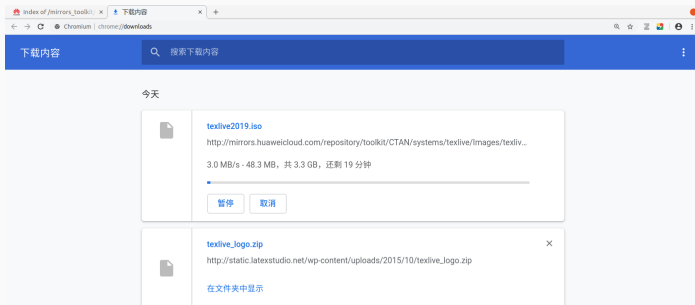 Index of /mirrors_toolkit/
下载内容
Chromium | chrome://downloads
下载内容
搜索下载内容
今天
texlive2019.iso
http://mirrors.huaweicloud.com/repository/toolkit/CTAN/systems/texlive/Images/texliv...
3.0 MB/s - 48.3 MB，共 3.3 GB，还剩 19 分钟
暂停
取消
texlive_logo.zip
http://static.latexstudio.net/wp-content/uploads/2015/10/texlive_logo.zip
在文件夹中显示